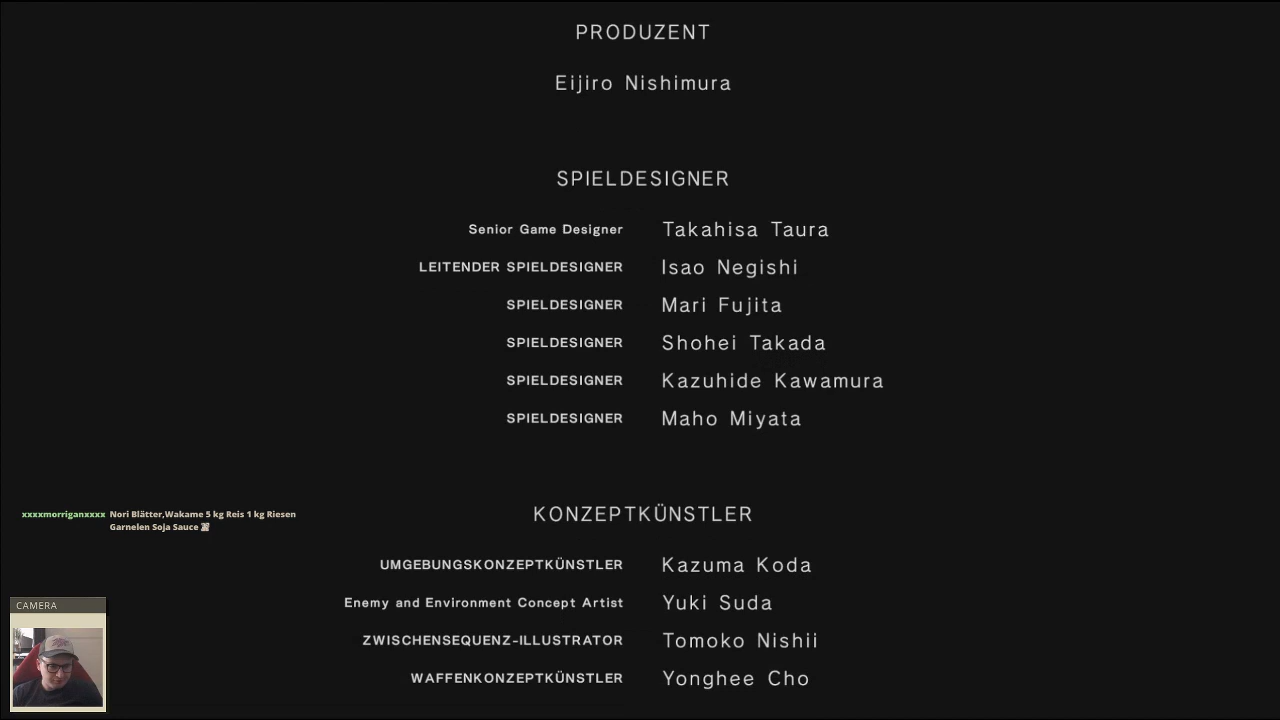 PRODUZENT
Eijiro Nishimura
SPIELDESIGNER
Senior Game Designer Takahisa Taura
LEITENDER SPIELDESIGNER Isao Negishi
SPIELDESIGNER Mari Fujita
SPIELDESIGNER Shohei Takada
SPIELDESIGNER Kazuhide Kawamura
SPIELDESIGNER Maho Miyata
xxxxmorriganxxxx Nori Blätter,Wakame 5 kg Reis 1 kg Riesen
Garnelen Soja Sauce
KONZEPTKÜNSTLER
UMGEBUNGSKONZEPTKÜNSTLER Kazuma Koda
Enemy and Environment Concept Artist Yuki Suda
ZWISCHENSEQUENZ-ILLUSTRATOR Tomoko Nishii
WAFFENKONZEPTKÜNSTLER Yonghee Cho
CAMERA